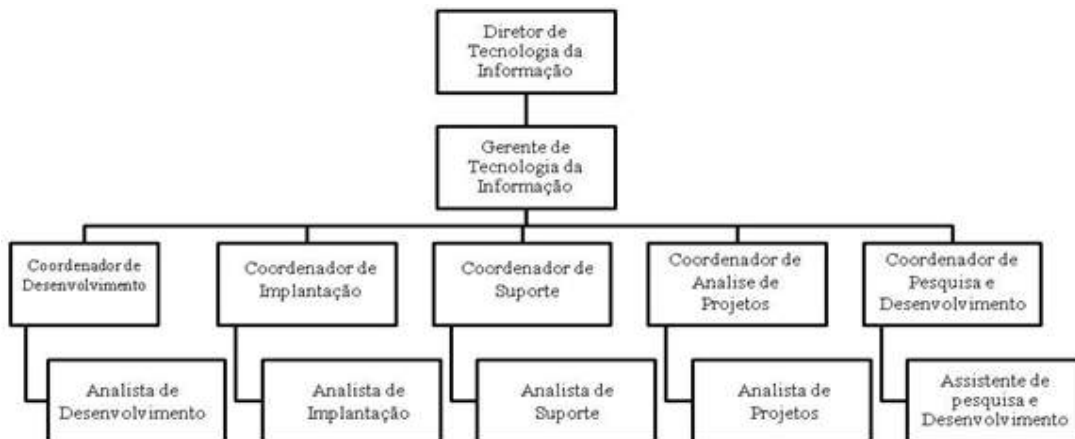 Diretor de
Tecnologia da
Informação
Gerente de
Tecnologia da
Informação
Coordenador de
Desenvolvimento
Coordenador de
Implantação
Coordenador de
Suporte
Coordenador de
Analise de
Projetos
Coordenador de
Pesquisa e
Desenvolvimento
Analista de
Desenvolvimento
Analista de
Implantação
Analista de
Suporte
Analista de
Projetos
Assistente de
pesquisa e
Desenvolvimento